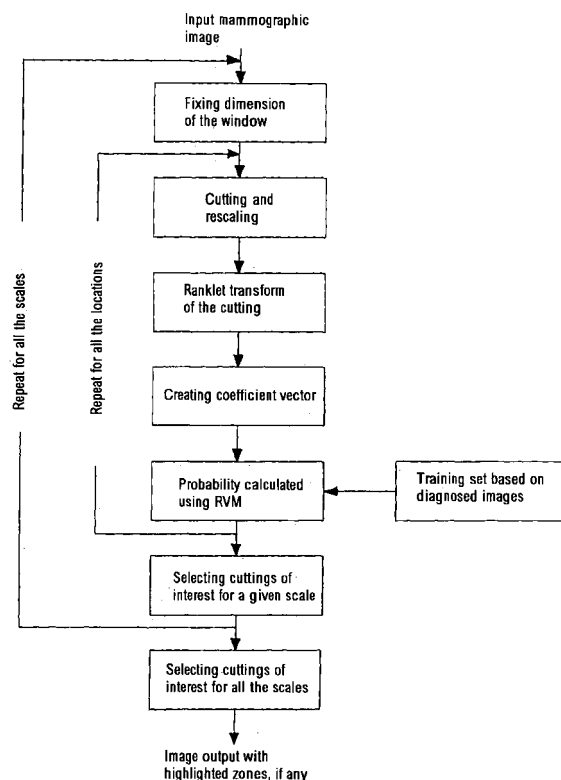 Input mammographic
image
Fixing dimension
of the window
Cutting and
rescaling
Ranklet transform
of the cutting
Creating coefficient vector
Probability calculated
using RVM
Training set based on
diagnosed images
Selecting cuttings of
interest for a given scale
Selecting cuttings of
interest for all the scales
Image output with
highlighted zones, if any
Repeat for all the scales
Repeat for all the locations